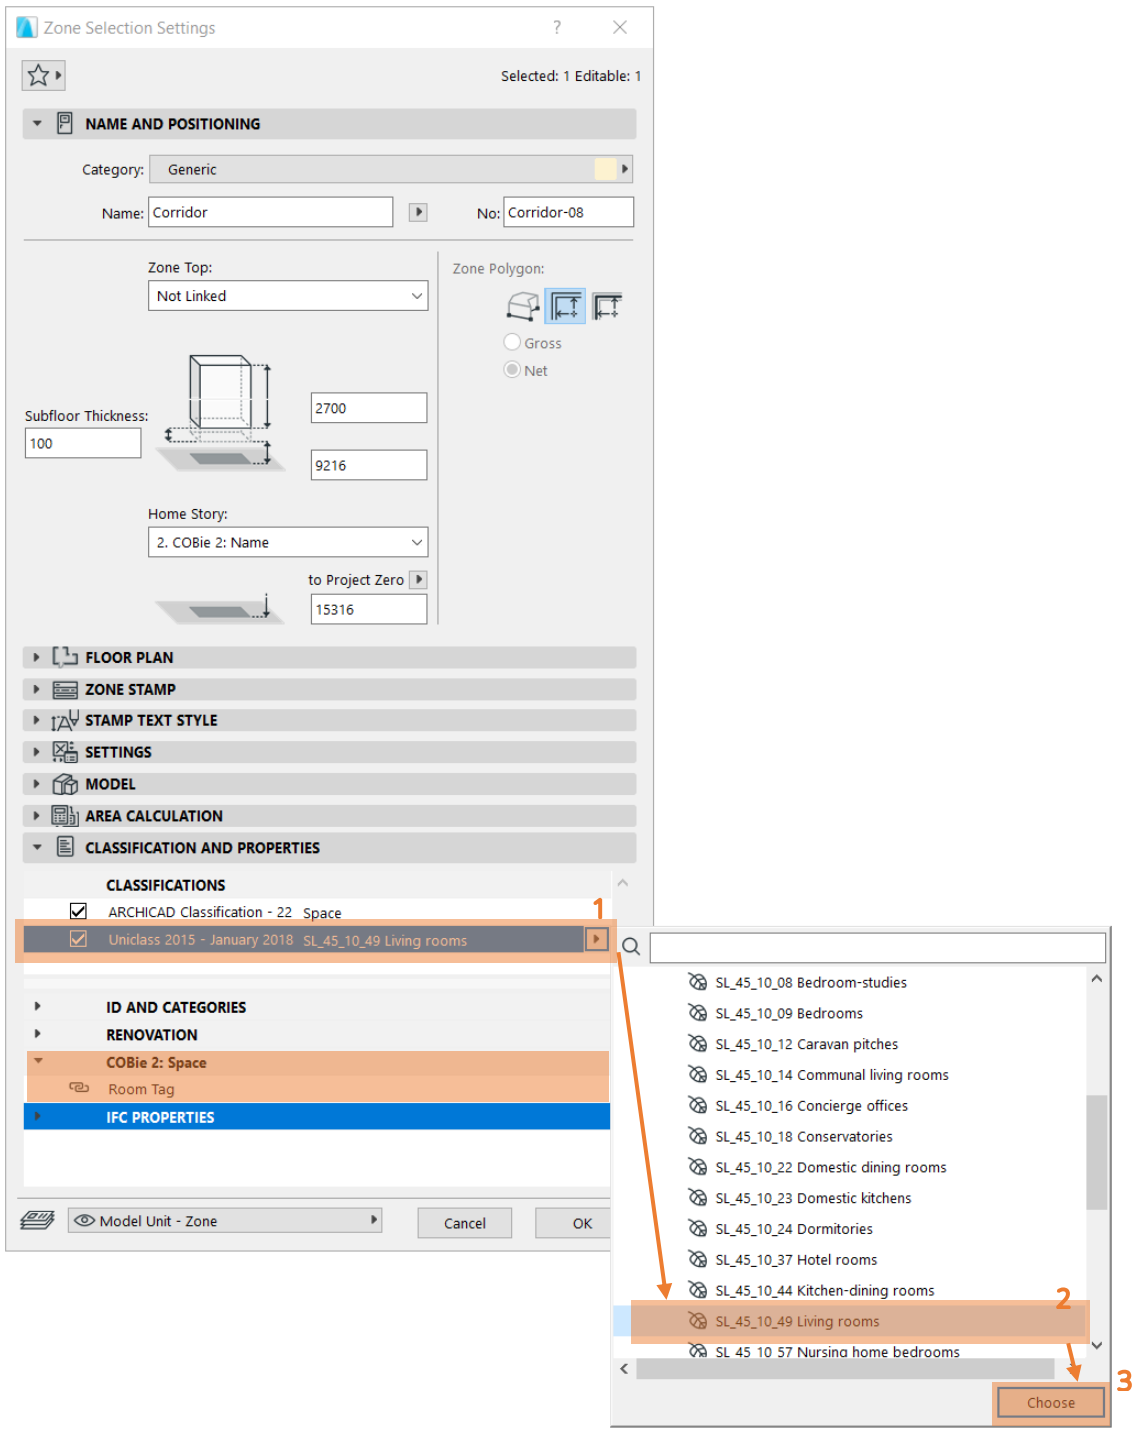 Zone Selection Settings
?
Selected: 1 Editable: 1
NAME AND POSITIONING
Category: Generic
Name: Corridor
No: Corridor-08
Zone Top:
Not Linked
Zone Polygon:
Gross
Net
Subfloor Thickness:
100
2700
9216
Home Story:
2. COBie 2: Name
to Project Zero
15316
FLOOR PLAN
ZONE STAMP
STAMP TEXT STYLE
SETTINGS
MODEL
AREA CALCULATION
CLASSIFICATION AND PROPERTIES
CLASSIFICATIONS
ARCHICAD Classification - 22 Space
1
Uniclass 2015 - January 2018 SL_45_10_49 Living rooms
ID AND CATEGORIES
RENOVATION
COBie 2: Space
Room Tag
IFC PROPERTIES
Model Unit - Zone
Cancel
OK
SL_45_10_08 Bedroom-studies
SL_45_10_09 Bedrooms
SL_45_10_12 Caravan pitches
SL_45_10_14 Communal living rooms
SL_45_10_16 Concierge offices
SL_45_10_18 Conservatories
SL_45_10_22 Domestic dining rooms
SL_45_10_23 Domestic kitchens
SL_45_10_24 Dormitories
SL_45_10_37 Hotel rooms
SL_45_10_44 Kitchen-dining rooms
2
SL_45_10_49 Living rooms
SL_45_10_57 Nursing home bedrooms
3
Choose